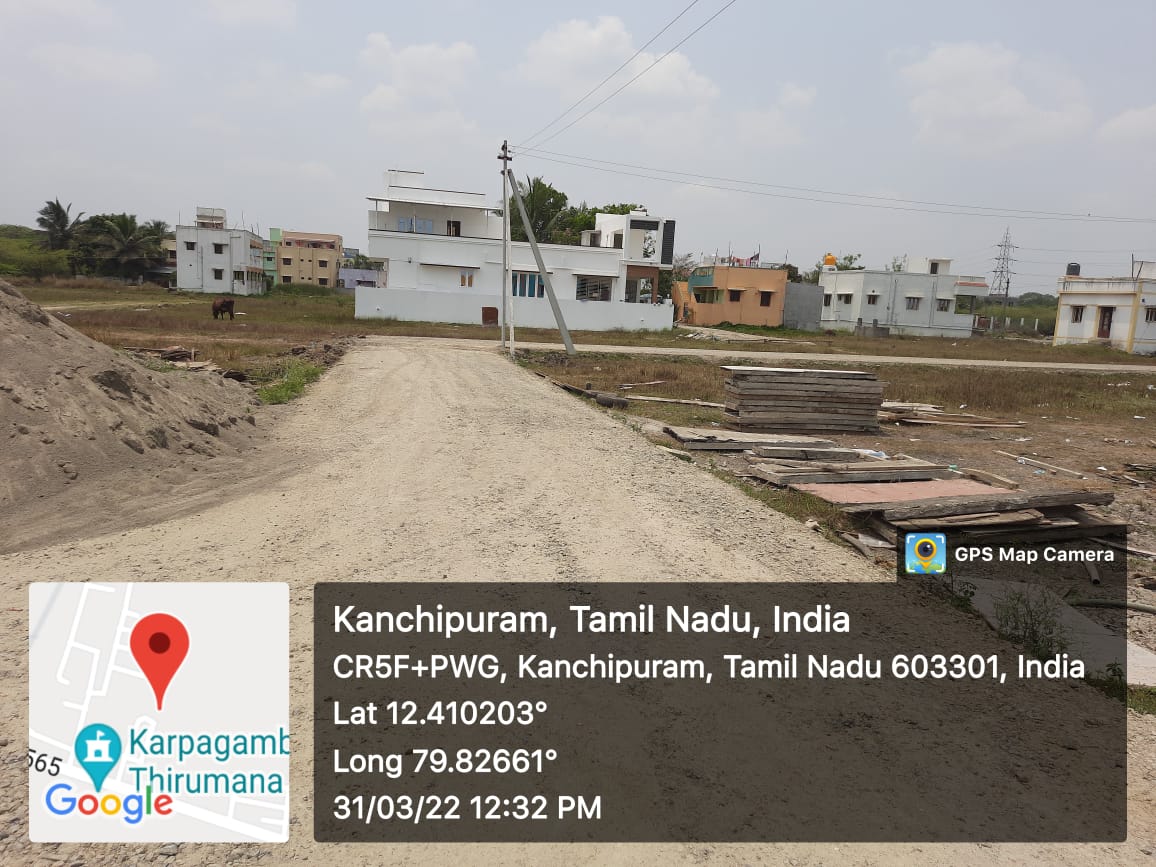 GPS Map Camera
Kanchipuram, Tamil Nadu, India
CR5F+PWG, Kanchipuram, Tamil Nadu 603301, India
Lat 12.410203°
Long 79.82661°
31/03/22 12:32 PM
Karpagamb
Thirumana
565
Google